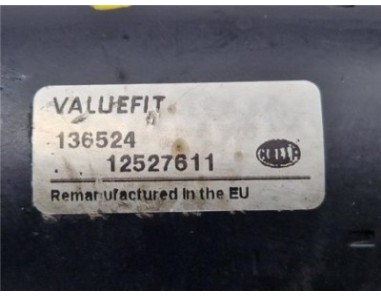 VALUEFIT
136524
. 12527611
Remanufactured in the EU